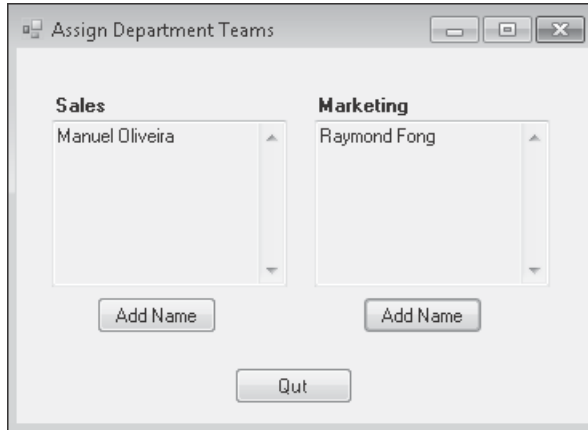 Assign Department Teams
Sales
Manuel Oliveira
Add Name
Marketing
Raymond Fong
Add Name
Qut